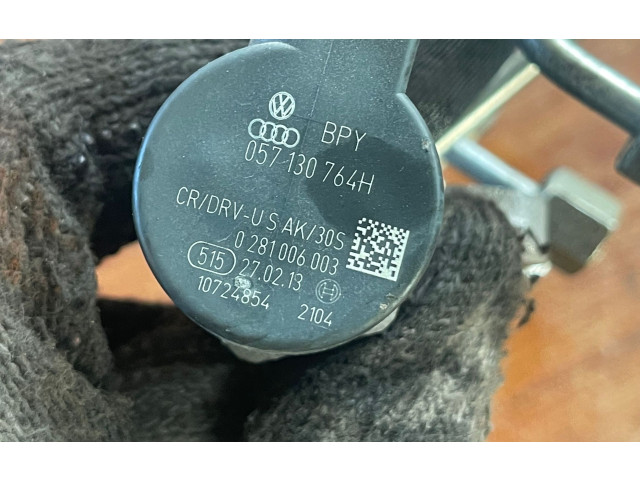 BPY
057 130 764H
CR/DRV-U S AK/30S
0 281 006 003
515 27.02.13
10724854 2104